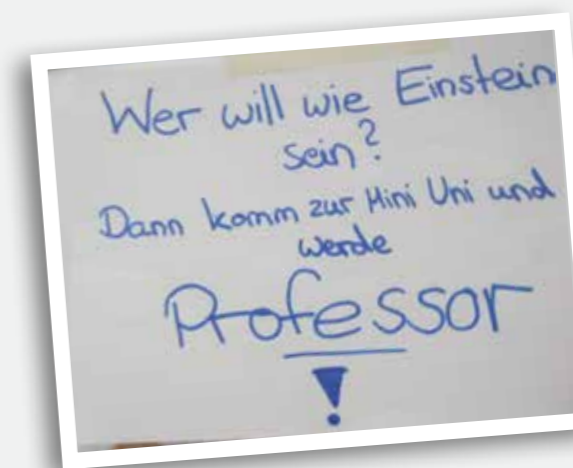 Wer will wie Einstein
sein?
Dann komm zur Mini Uni und
werde
Professor
!